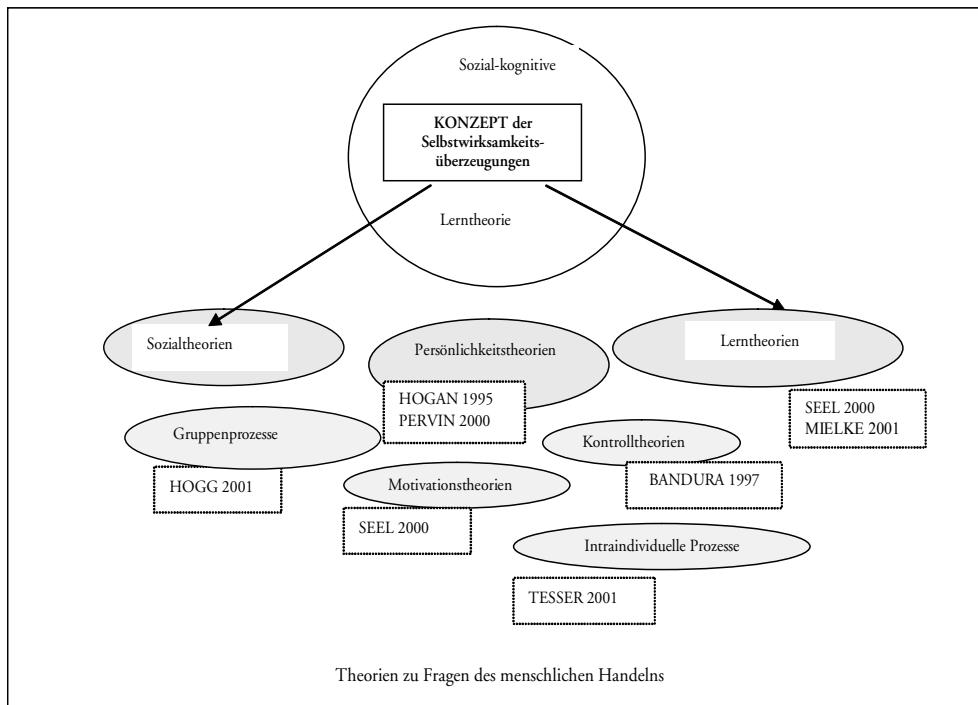 Sozial-kognitive
KONZEPT der
Selbstwirksamkeits-
überzeugungen
Lerntheorie
Sozialtheorien
Persönlichkeitstheorien
Lerntheorien
HOGAN 1995
PERVIN 2000
SEEL 2000
MIELKE 2001
Gruppenprozesse
Kontrolltheorien
HOGG 2001
Motivationstheorien
BANDURA 1997
SEEL 2000
Intraindividuelle Prozesse
TESSER 2001
Theorien zu Fragen des menschlichen Handelns